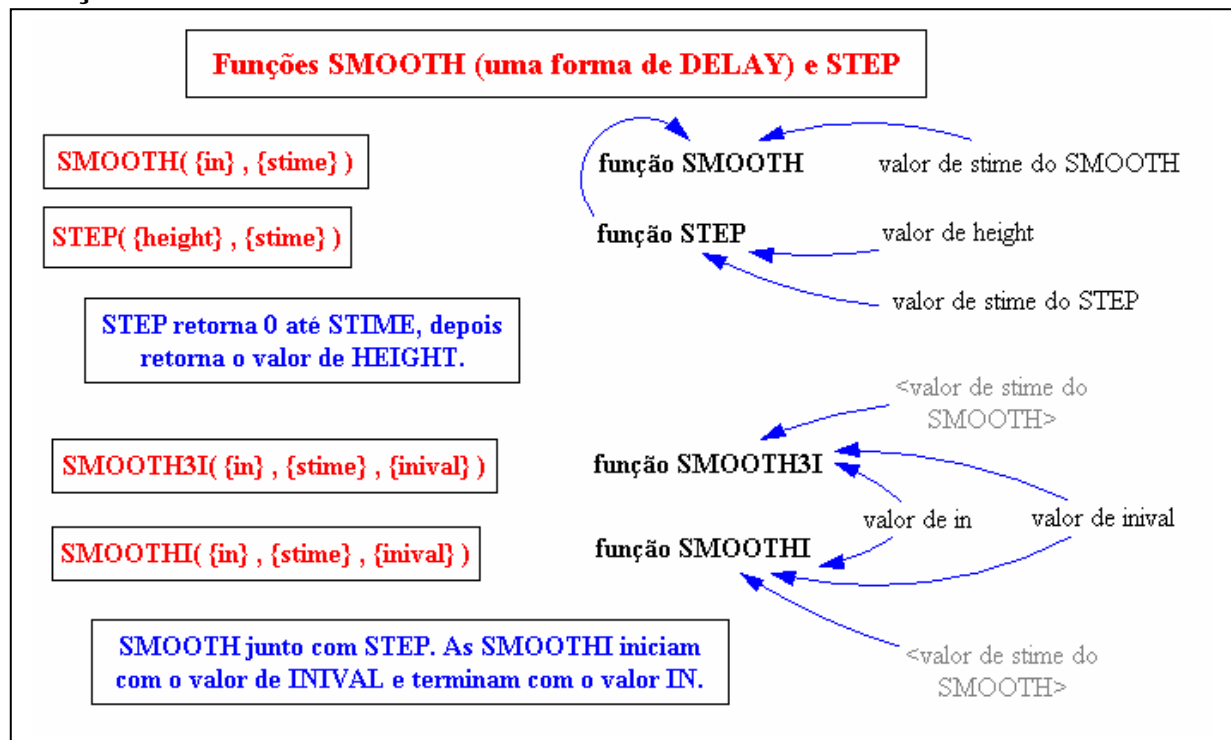 Funções SMOOTH (uma forma de DELAY) e STEP
SMOOTH( {in} , {stime} )
função SMOOTH
valor de stime do SMOOTH
STEP( {height} , {stime} )
função STEP
valor de height
valor de stime do STEP
STEP retorna 0 até STIME, depois
retorna o valor de HEIGHT.
<valor de stime do
SMOOTH>
SMOOTH3I( {in} , {stime} , {inival} )
função SMOOTH3I
valor de in
valor de inival
SMOOTHI( {in} , {stime} , {inival} )
função SMOOTHI
SMOOTH junto com STEP. As SMOOTHI iniciam
com o valor de INIVAL e terminam com o valor IN.
<valor de stime do
SMOOTH>